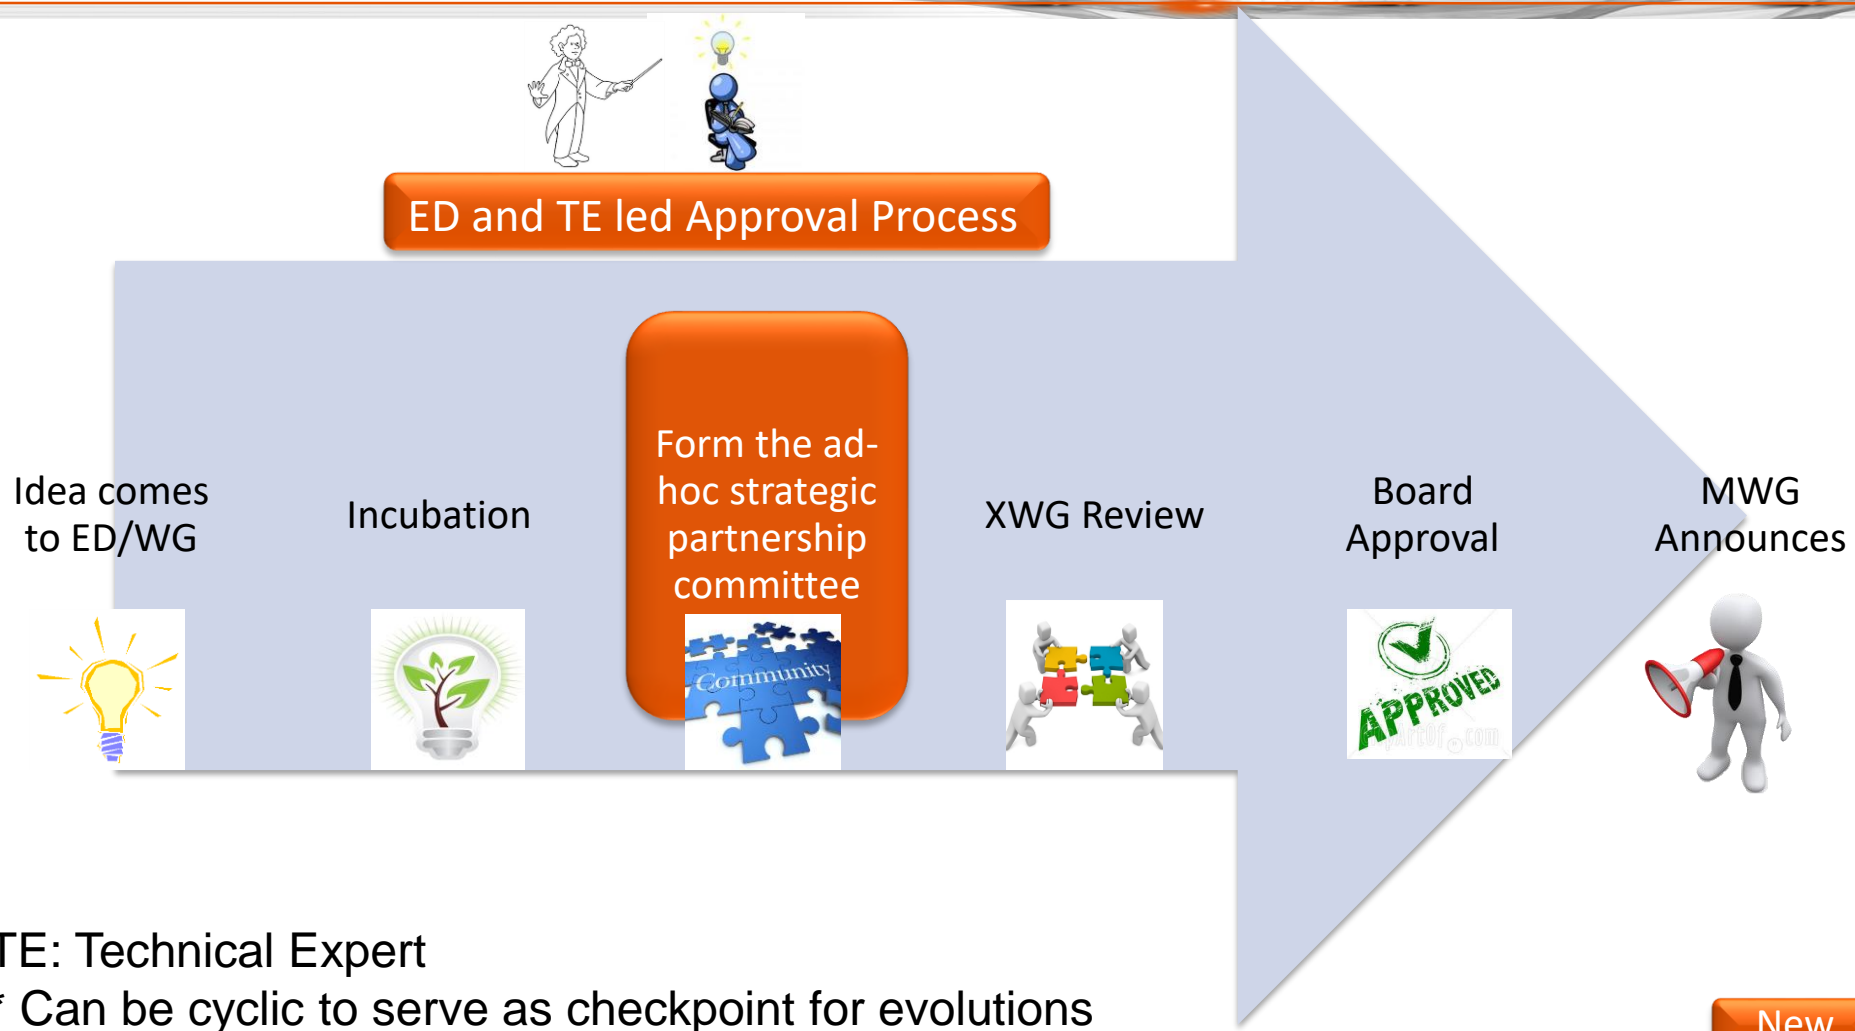 ED and TE led Approval Process
Idea comes
to ED/WG
Incubation
Form the ad-
hoc strategic
partnership
committee
Community
XWG Review
Board
Approval
APPROVED
MWG
Announces
TE: Technical Expert
* Can be cyclic to serve as checkpoint for evolutions
New